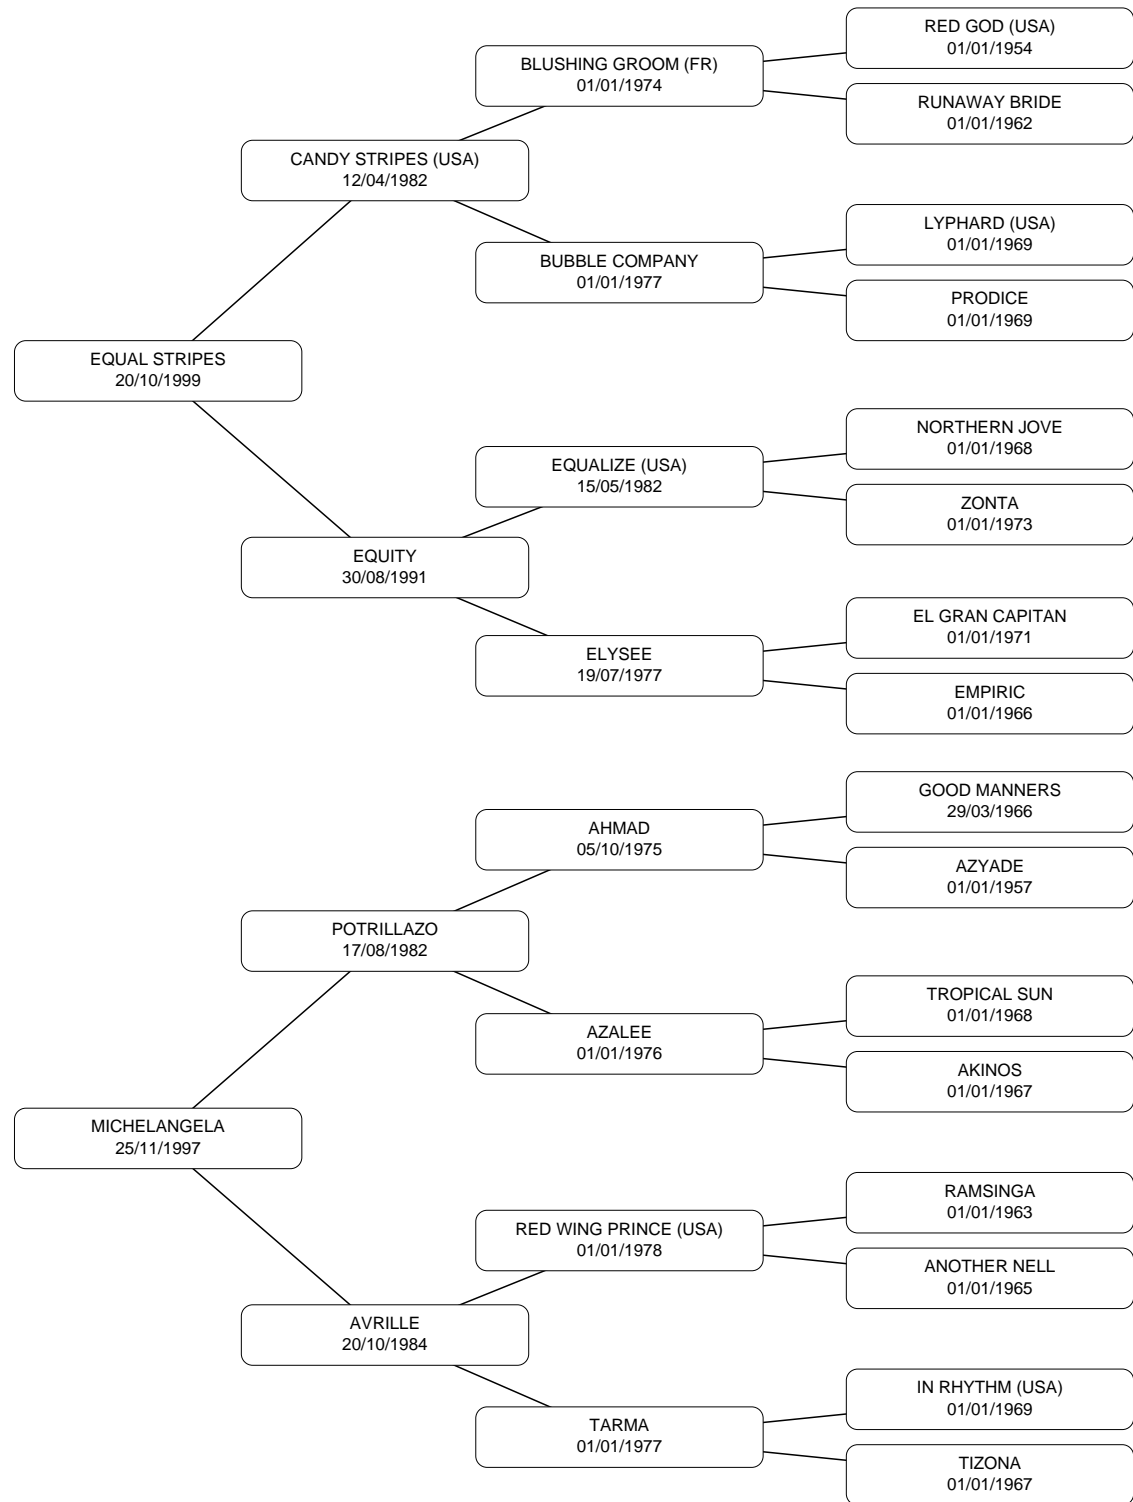 RED GOD (USA)
01/01/1954
BLUSHING GROOM (FR)
01/01/1974
RUNAWAY BRIDE
01/01/1962
CANDY STRIPES (USA)
12/04/1982
LYPHARD (USA)
01/01/1969
BUBBLE COMPANY
01/01/1977
PRODICE
01/01/1969
EQUAL STRIPES
20/10/1999
NORTHERN JOVE
01/01/1968
EQUALIZE (USA)
15/05/1982
ZONTA
01/01/1973
EQUITY
30/08/1991
EL GRAN CAPITAN
01/01/1971
ELYSEE
19/07/1977
EMPIRIC
01/01/1966
GOOD MANNERS
29/03/1966
AHMAD
05/10/1975
AZYADE
01/01/1957
POTRILLAZO
17/08/1982
TROPICAL SUN
01/01/1968
AZALEE
01/01/1976
AKINOS
01/01/1967
MICHELANGELA
25/11/1997
RAMSINGA
01/01/1963
RED WING PRINCE (USA)
01/01/1978
ANOTHER NELL
01/01/1965
AVRILLE
20/10/1984
IN RHYTHM (USA)
01/01/1969
TARMA
01/01/1977
TIZONA
01/01/1967